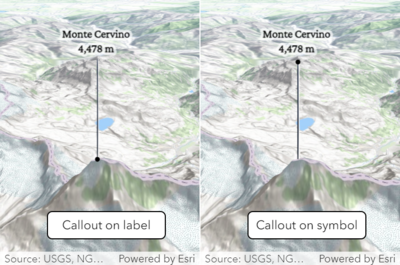 Monte Cervino
4,478 m
Callout on label
Source: USGS, NG... Powered by Esri
Monte Cervino
4,478 m
Callout on symbol
Source: USGS, NG... Powered by Esri